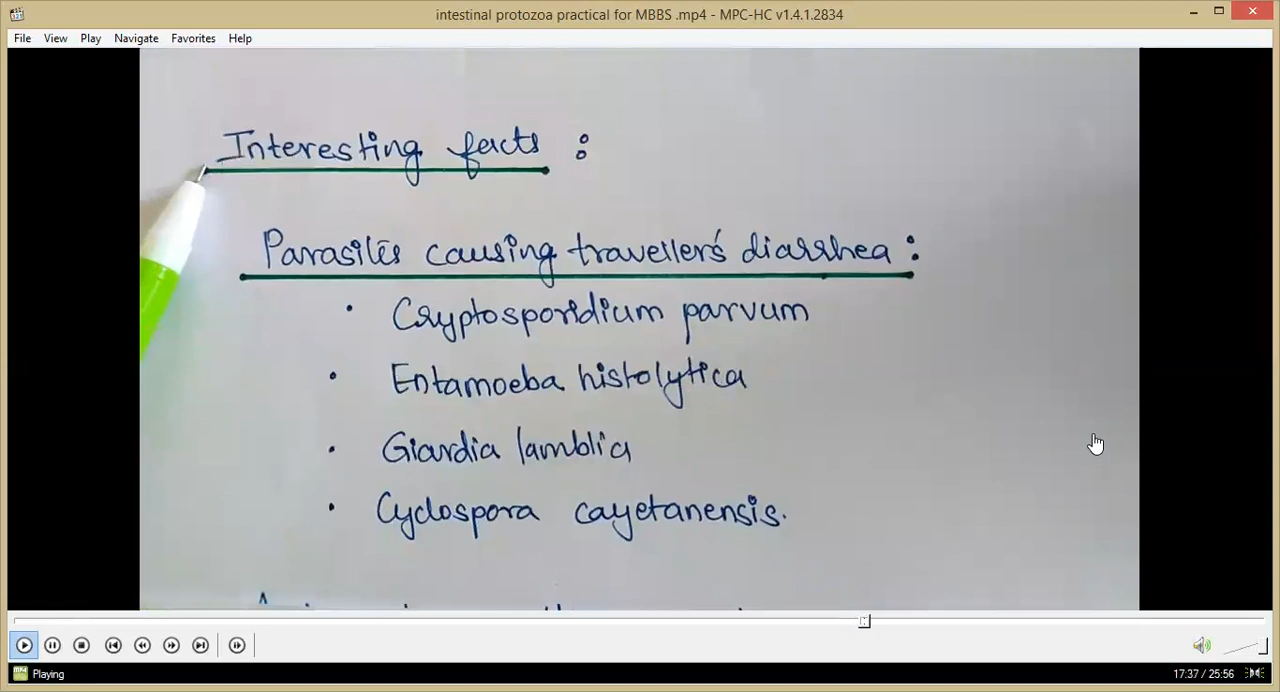 intestinal protozoa practical for MBBS .mp4 - MPC-HC v1.4.1.2834
File View Play Navigate Favorites Help
Interesting facts :
Parasites causing traveller's diarrhea :
• Cryptosporidium parvum
• Entamoeba histolytica
• Giardia lamblia
• Cyclospora cayetanensis.
Playing
17:37 / 25:56